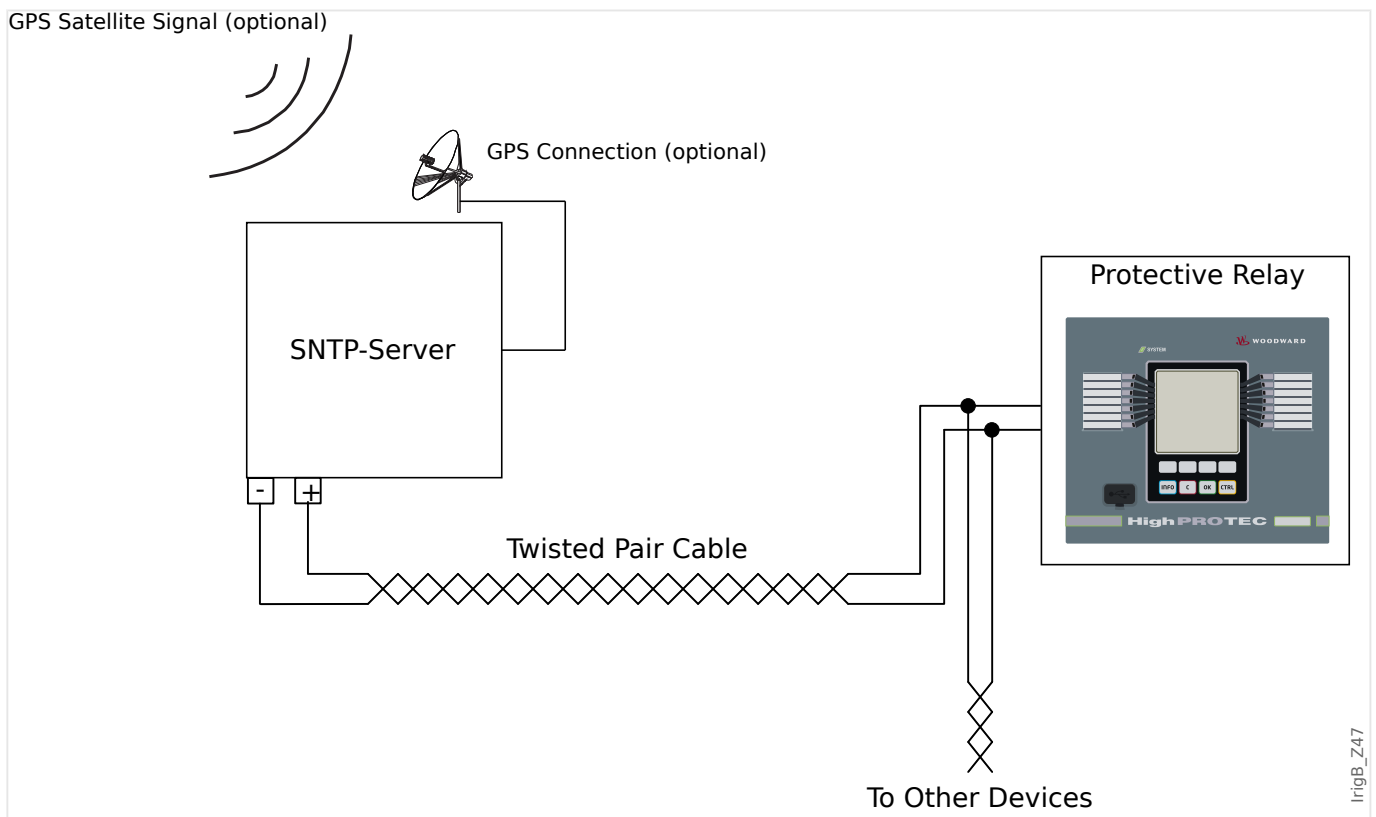 GPS Satellite Signal (optional)
GPS Connection (optional)
SNTP-Server
-
+
Twisted Pair Cable
To Other Devices
Protective Relay
WOODWARD
SYSTEM
INFO C OK CTRL
HighPROTEC
IrigB_Z47